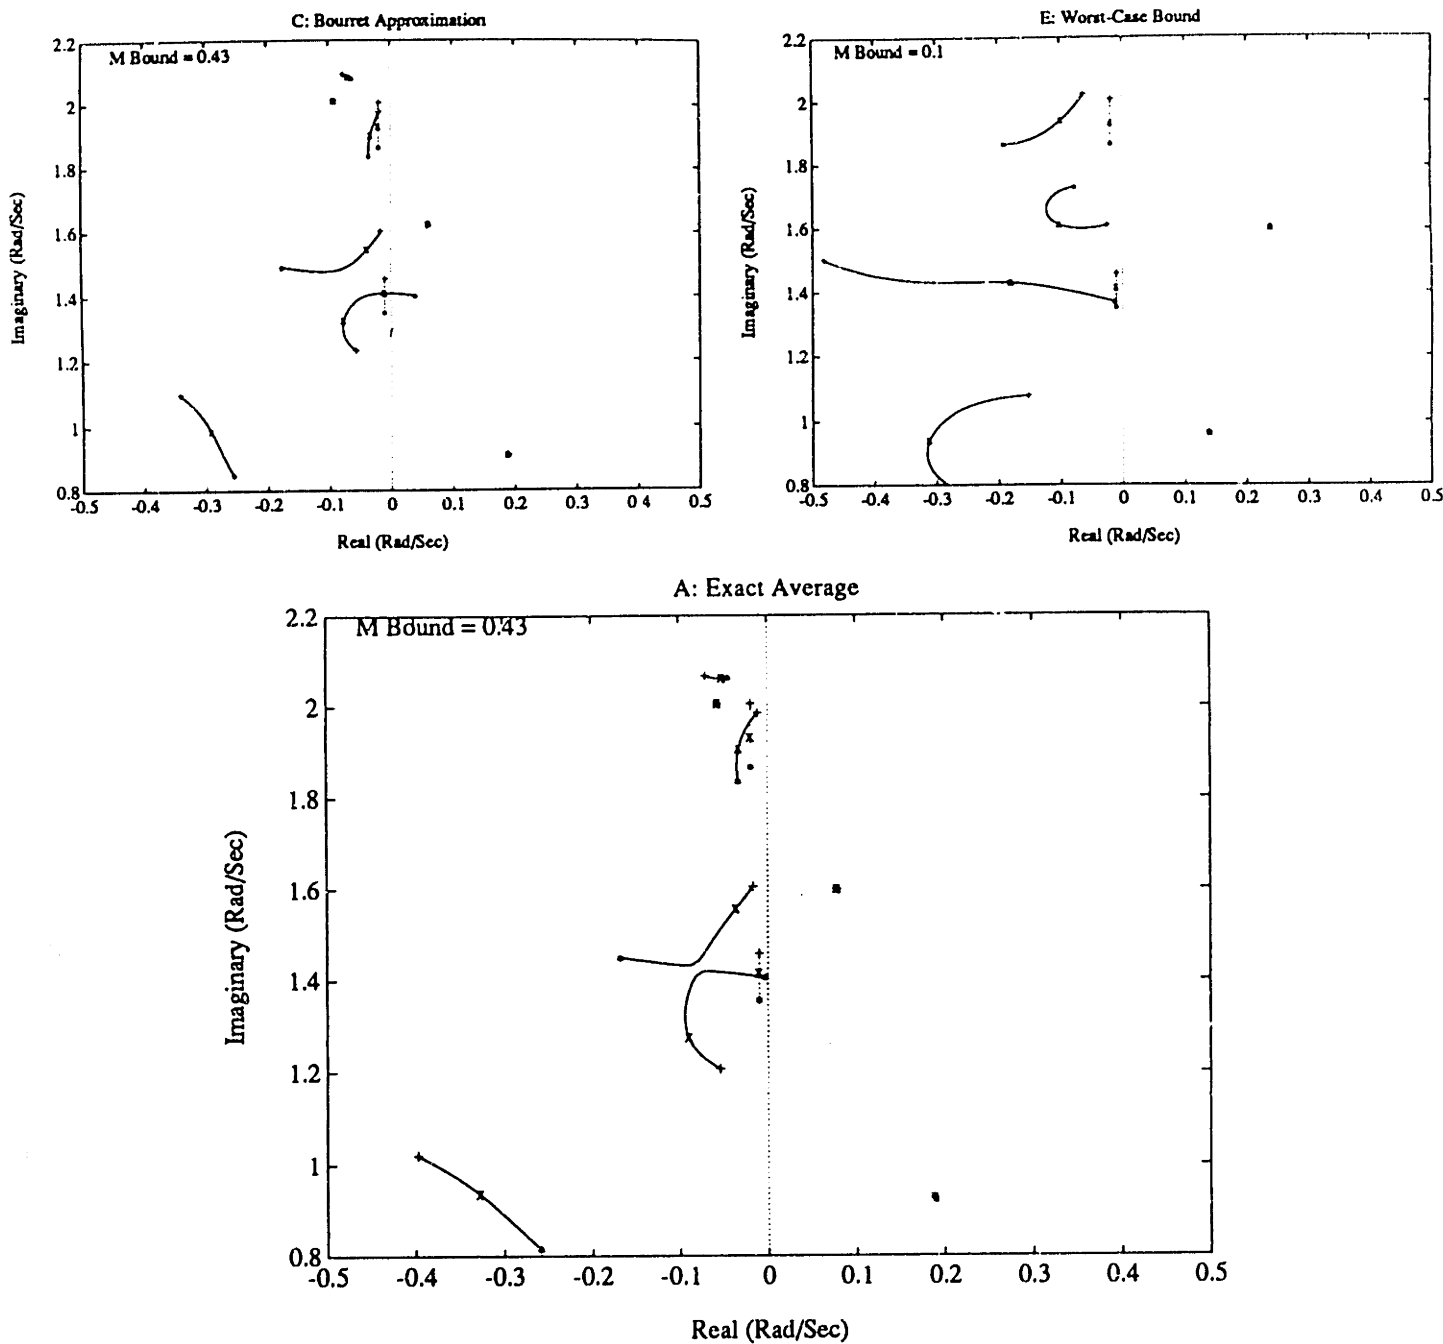 C: Bourret Approximation
M Bound = 0.43
2.2
2
1.8
1.6
1.4
1.2
1
0.8
Imaginary (Rad/Sec)
-0.5 -0.4 -0.3 -0.2 -0.1 0 0.1 0.2 0.3 0.4 0.5
Real (Rad/Sec)
E: Worst-Case Bound
M Bound = 0.1
2.2
2
1.8
1.6
1.4
1.2
1
0.8
Imaginary (Rad/Sec)
-0.5 -0.4 -0.3 -0.2 -0.1 0 0.1 0.2 0.3 0.4 0.5
Real (Rad/Sec)
A: Exact Average
M Bound = 0.43
2.2
2
1.8
1.6
1.4
1.2
1
0.8
Imaginary (Rad/Sec)
-0.5 -0.4 -0.3 -0.2 -0.1 0 0.1 0.2 0.3 0.4 0.5
Real (Rad/Sec)